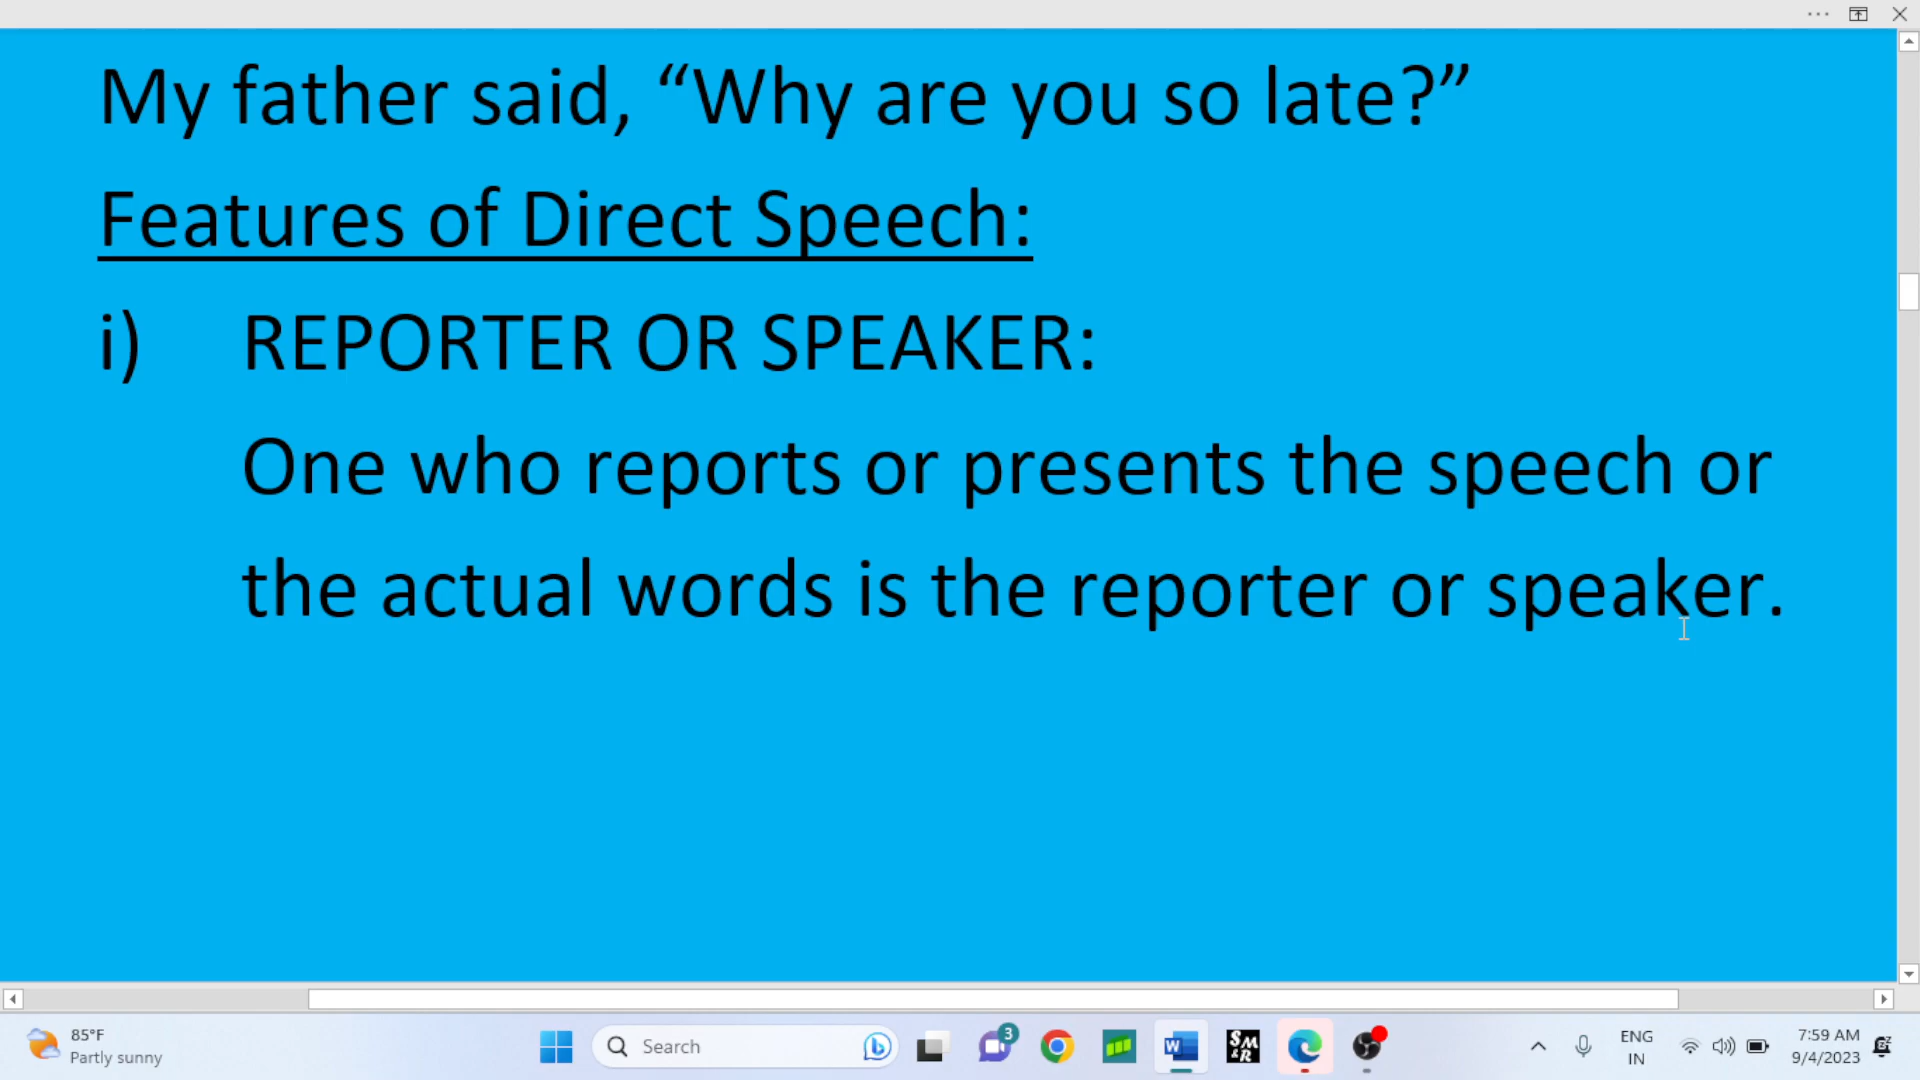 My father said, “Why are you so late?”
Features of Direct Speech:
i) REPORTER OR SPEAKER:
One who reports or presents the speech or
the actual words is the reporter or speaker.
85°F
Partly sunny
Search
3
W
SM
&R
ENG
IN
7:59 AM
9/4/2023